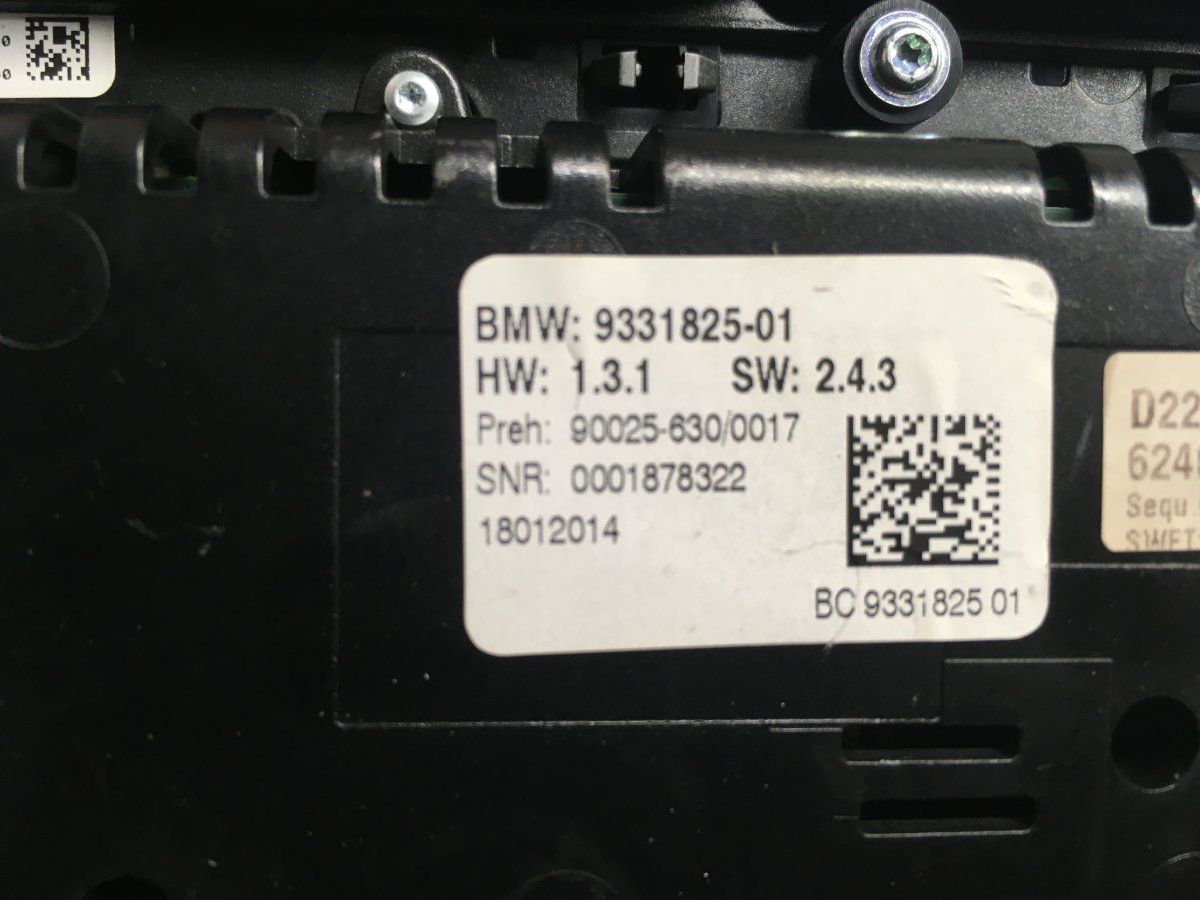 BMW: 9331825-01
HW: 1.3.1 SW: 2.4.3
Preh: 90025-630/0017
SNR: 0001878322
18012014
BC 9331825 01
D22
624
Sequ.